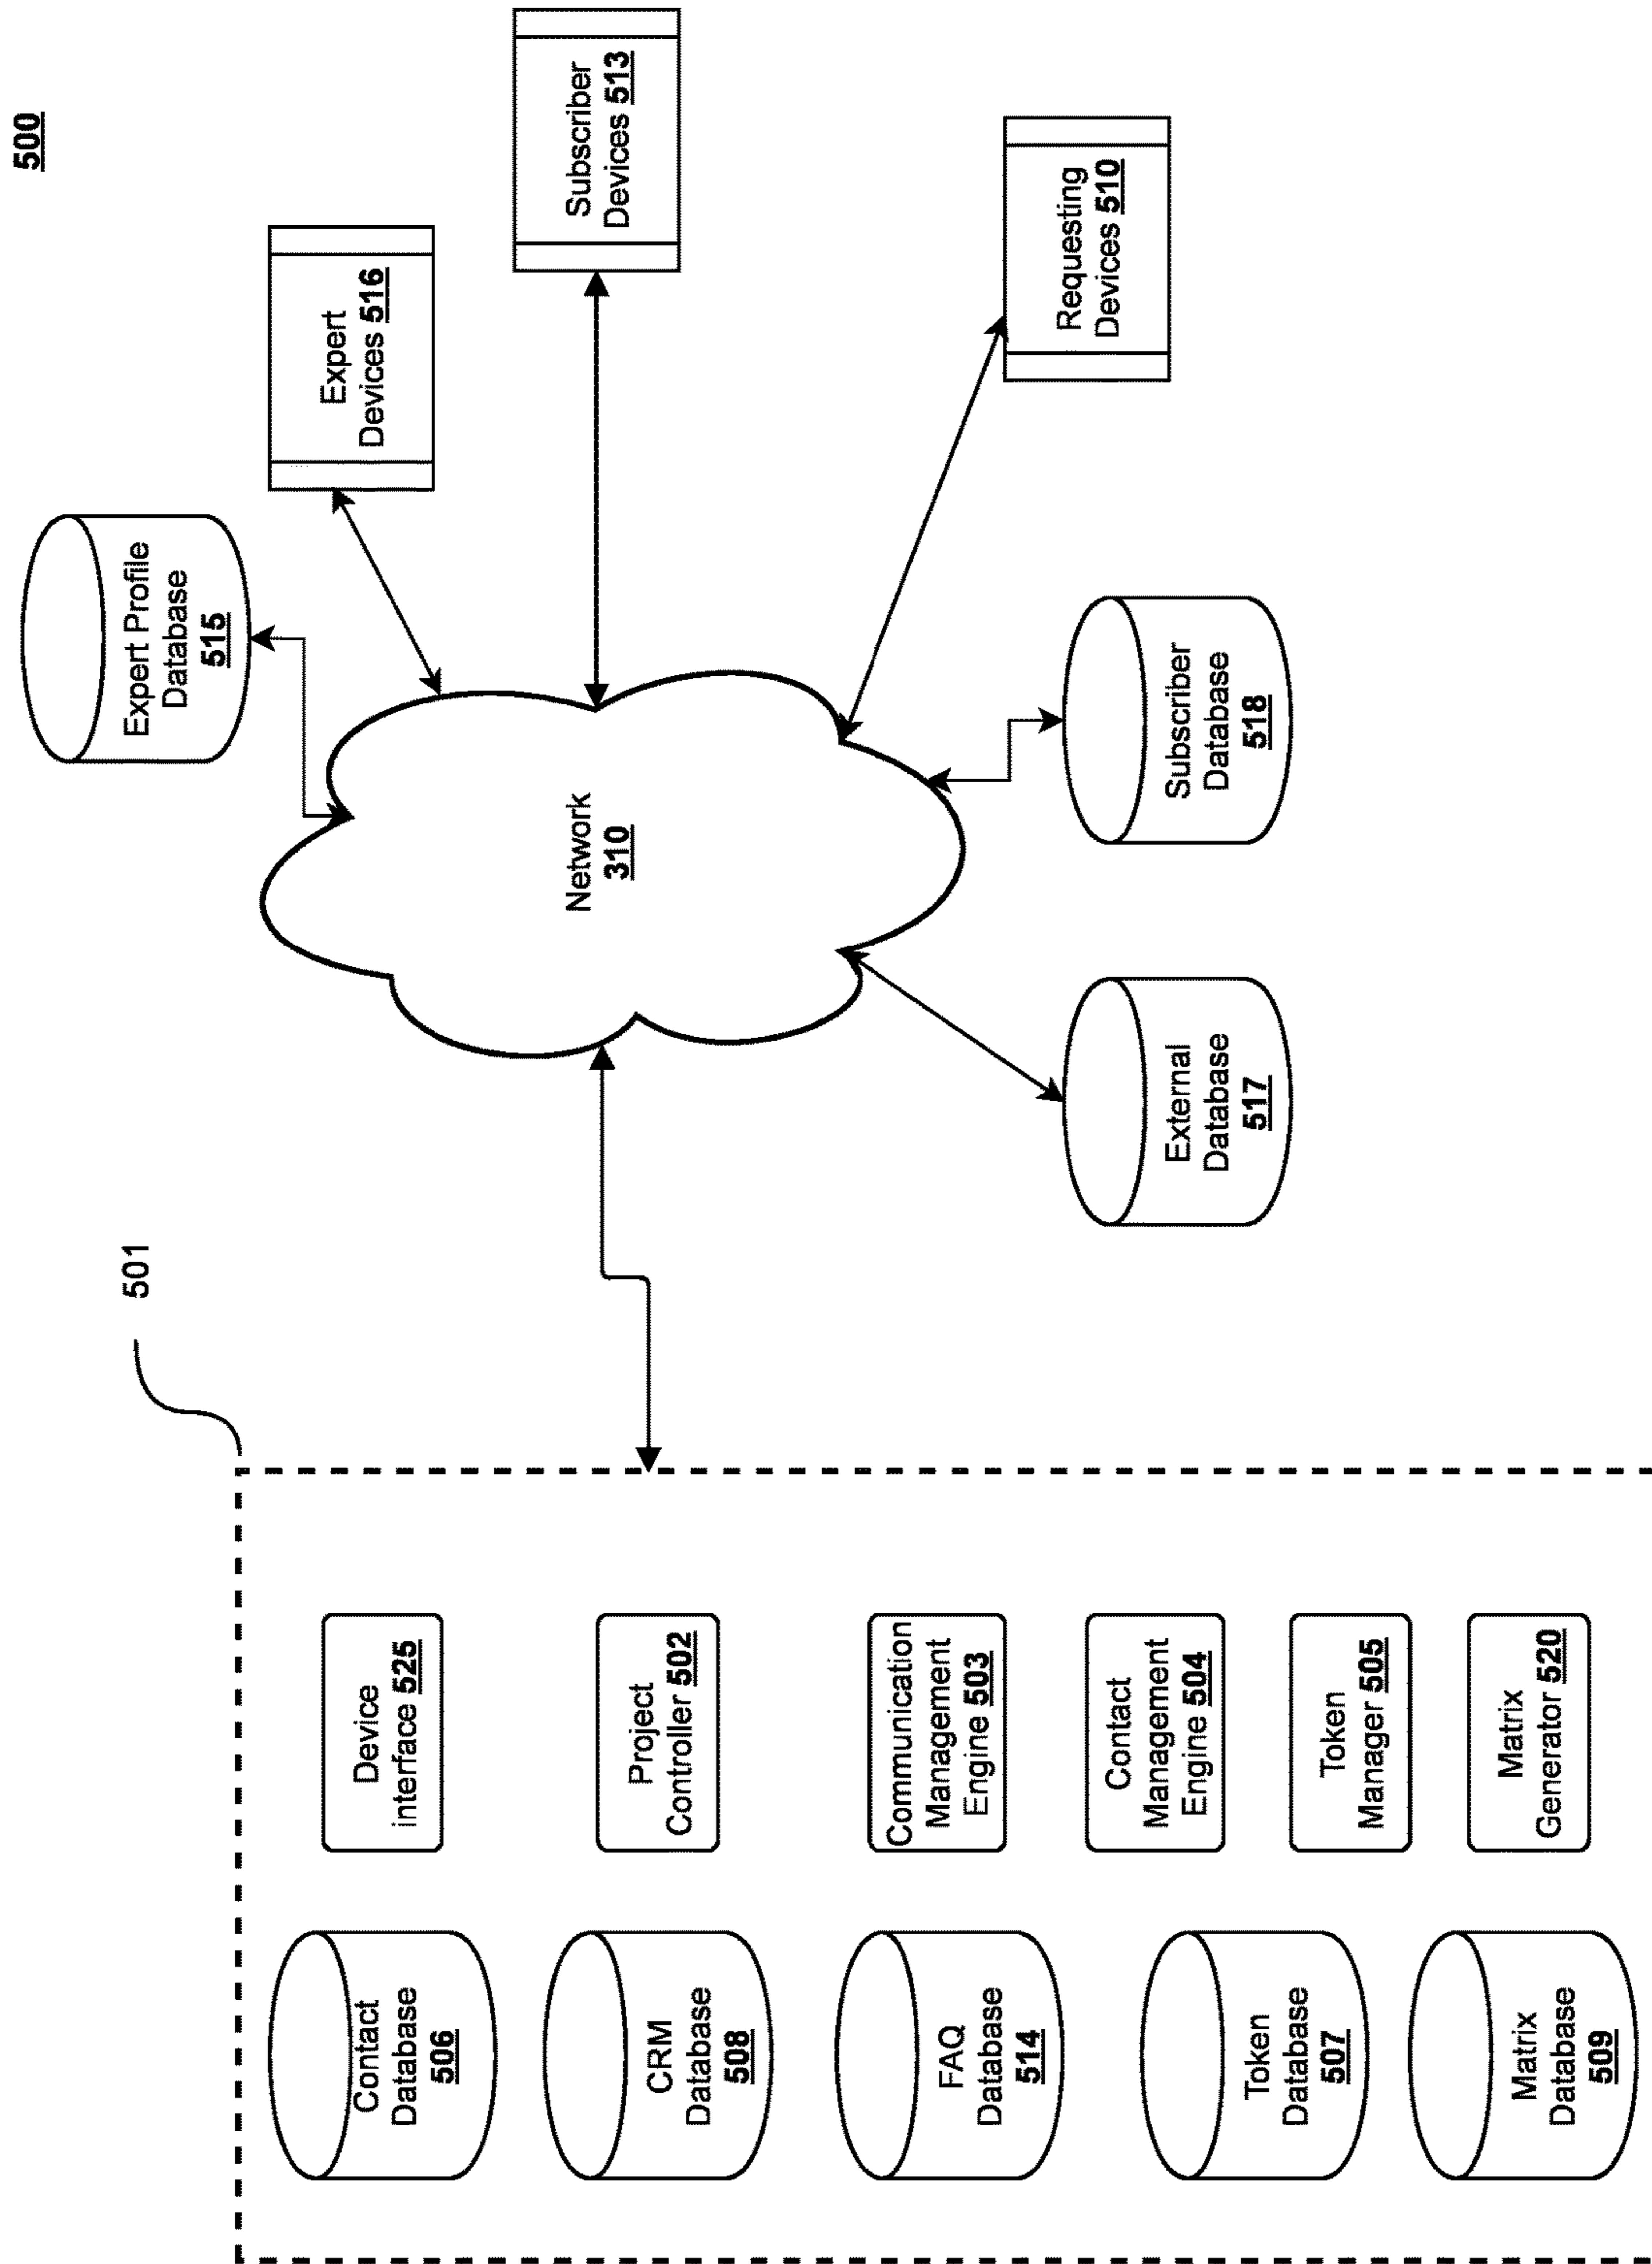 500
501
Contact
Database
506
Device
interface 525
CRM
Database
508
Project
Controller 502
FAQ
Database
514
Communication
Management
Engine 503
Contact
Management
Engine 504
Token
Database
507
Token
Manager 505
Matrix
Database
509
Matrix
Generator 520
Network
310
Expert Profile
Database
515
Expert
Devices 516
Subscriber
Devices 513
Requesting
Devices 510
External
Database
517
Subscriber
Database
518